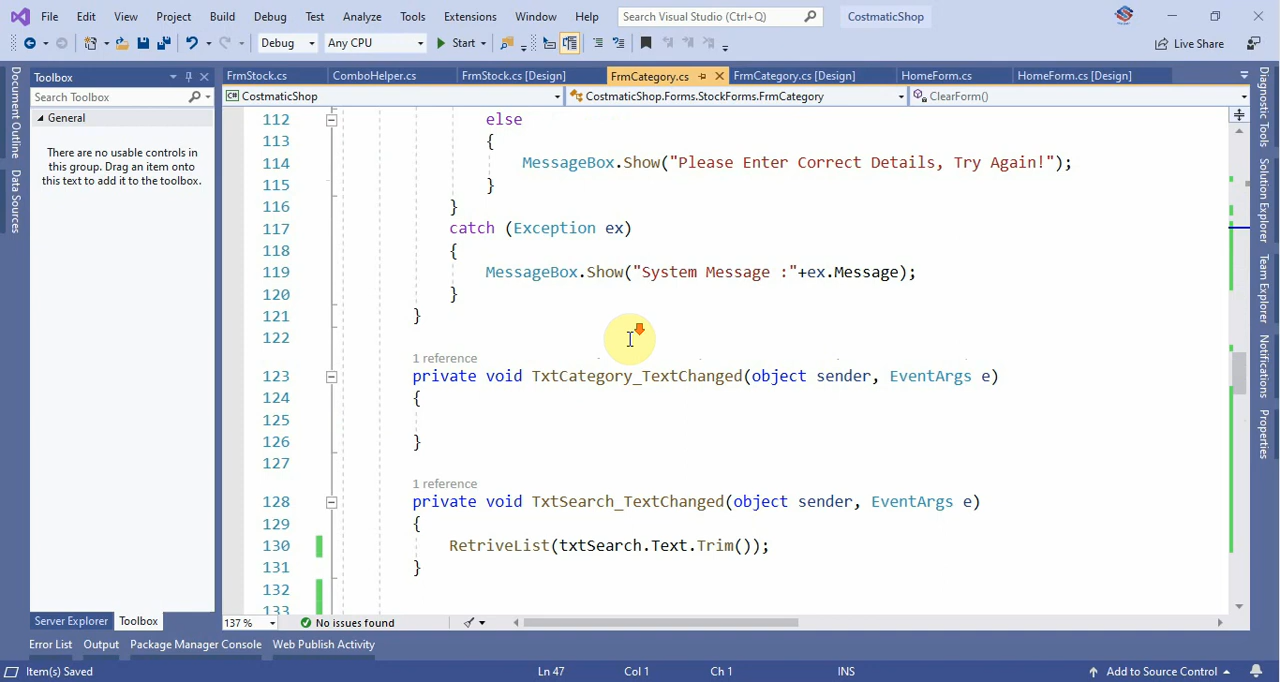 File Edit View Project Build Debug Test Analyze Tools Extensions Window Help Search Visual Studio (Ctrl+Q) CostmaticShop
Debug Any CPU Start Live Share
Document Outline
Data Sources
Toolbox
Search Toolbox
General
There are no usable controls in
this group. Drag an item onto
this text to add it to the toolbox.
FrmStock.cs ComboHelper.cs FrmStock.cs [Design] FrmCategory.cs FrmCategory.cs [Design] HomeForm.cs HomeForm.cs [Design]
CostmaticShop CostmaticShop.Forms.StockForms.FrmCategory ClearForm()
112 else
113 {
114 MessageBox.Show("Please Enter Correct Details, Try Again!");
115 }
116 }
117 catch (Exception ex)
118 {
119 MessageBox.Show("System Message :"+ex.Message);
120 }
121 }
122
1 reference
123 private void TxtCategory_TextChanged(object sender, EventArgs e)
124 {
125
126 }
127
1 reference
128 private void TxtSearch_TextChanged(object sender, EventArgs e)
129 {
130 RetriveList(txtSearch.Text.Trim());
131 }
132
133
Diagnostic Tools
Solution Explorer
Team Explorer
Notifications
Properties
137 % No issues found
Server Explorer Toolbox
Error List Output Package Manager Console Web Publish Activity
Item(s) Saved Ln 47 Col 1 Ch 1 INS Add to Source Control